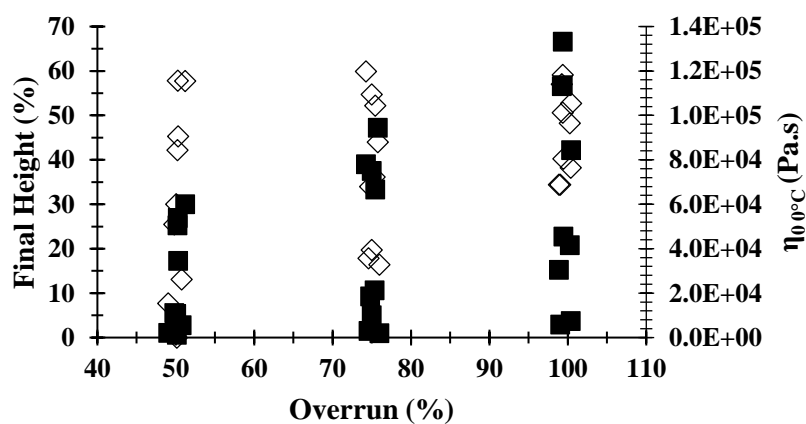 70
60
50
40
30
20
10
0
Final Height (%)
1.4E+05
1.2E+05
1.0E+05
8.0E+04
6.0E+04
4.0E+04
2.0E+04
0.0E+00
η0 0°C (Pa.s)
40 50 60 70 80 90 100 110
Overrun (%)